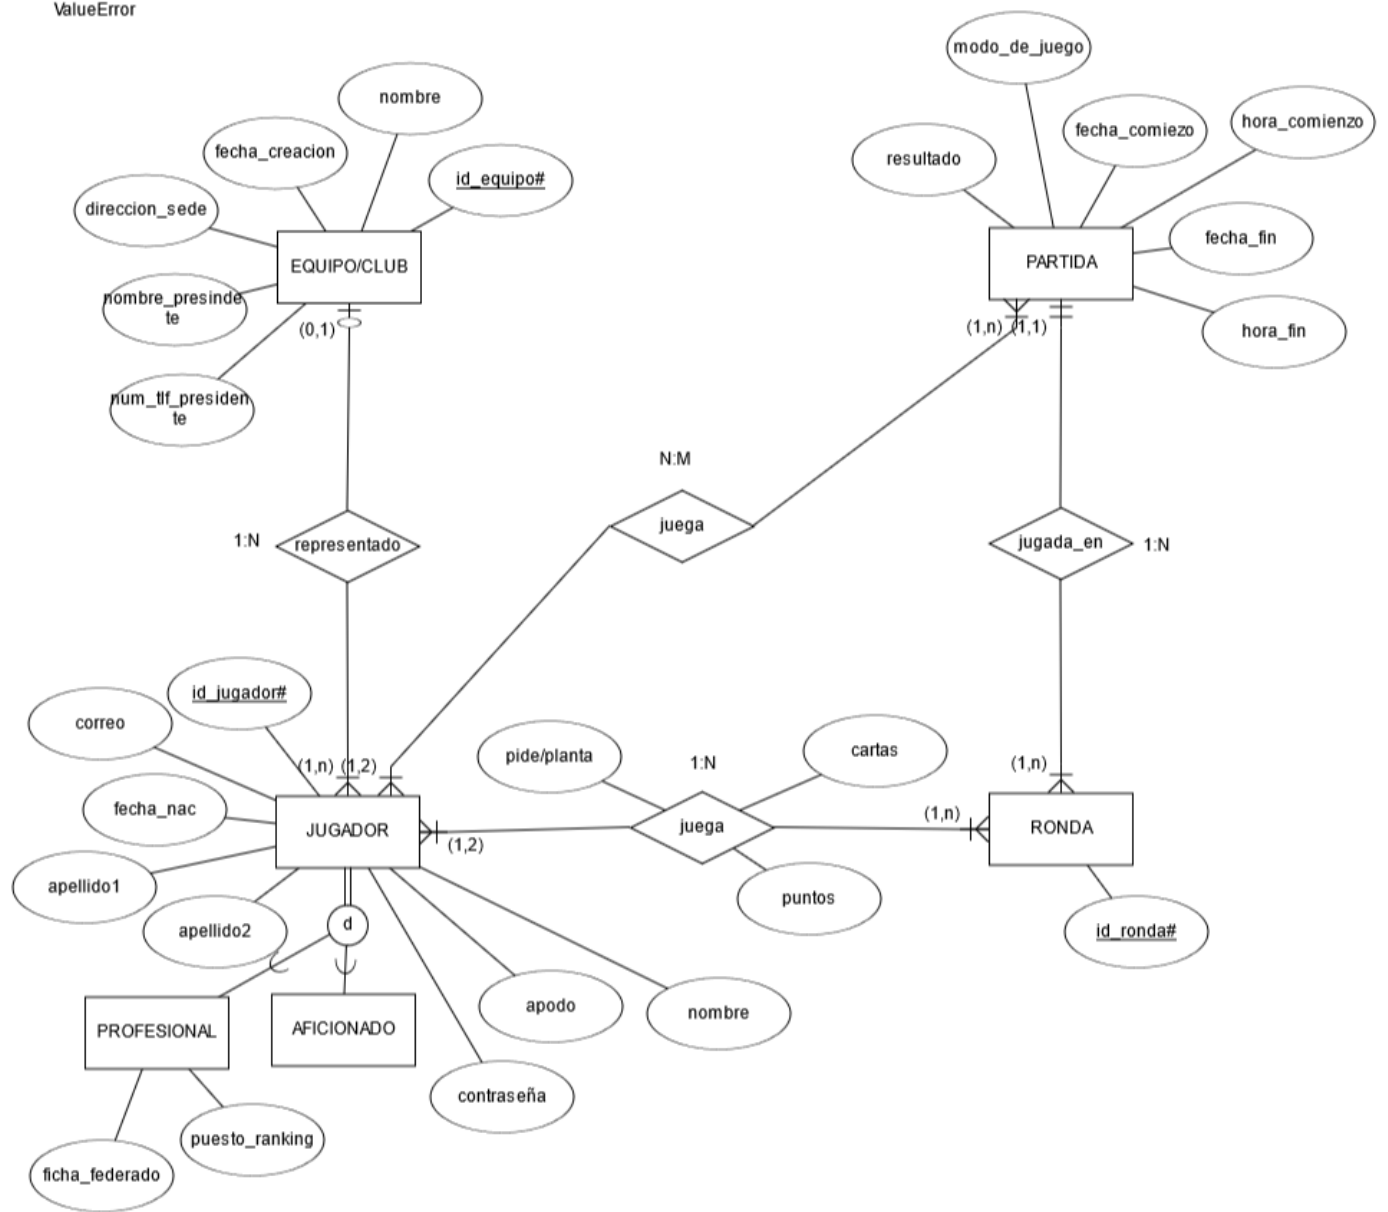 ValueError
modo_de_juego
nombre
fecha_comiezo
hora_comienzo
fecha_creacion
resultado
id_equipo#
direccion_sede
fecha_fin
EQUIPO/CLUB
PARTIDA
nombre_presinde
te
(0,1)
(1,n) (1,1)
hora_fin
num_tlf_presiden
te
N:M
juega
1:N
representado
jugada_en
1:N
id_jugador#
correo
pide/planta
cartas
1:N
(1,n) (1,2)
(1,n)
fecha_nac
(1,n)
JUGADOR
juega
RONDA
(1,2)
apellido1
puntos
apellido2
d
id_ronda#
apodo
nombre
PROFESIONAL
AFICIONADO
contraseña
puesto_ranking
ficha_federado